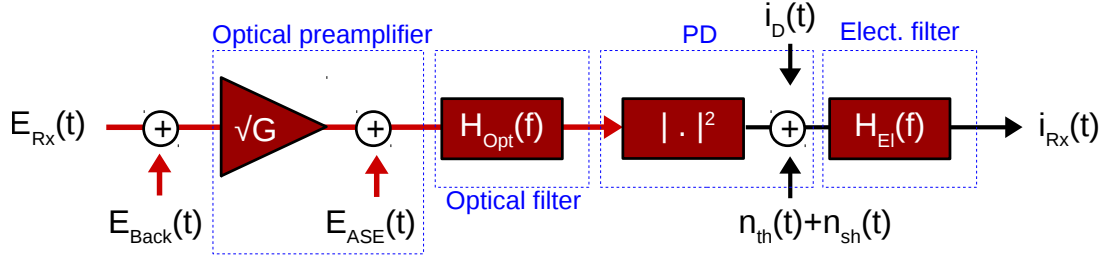 i_D(t)
Optical preamplifier
PD
Elect. filter
E_Rx(t)
+
√G
+
H_Opt(f)
| . |²
+
H_El(f)
i_Rx(t)
Optical filter
E_Back(t)
E_ASE(t)
n_th(t)+n_sh(t)